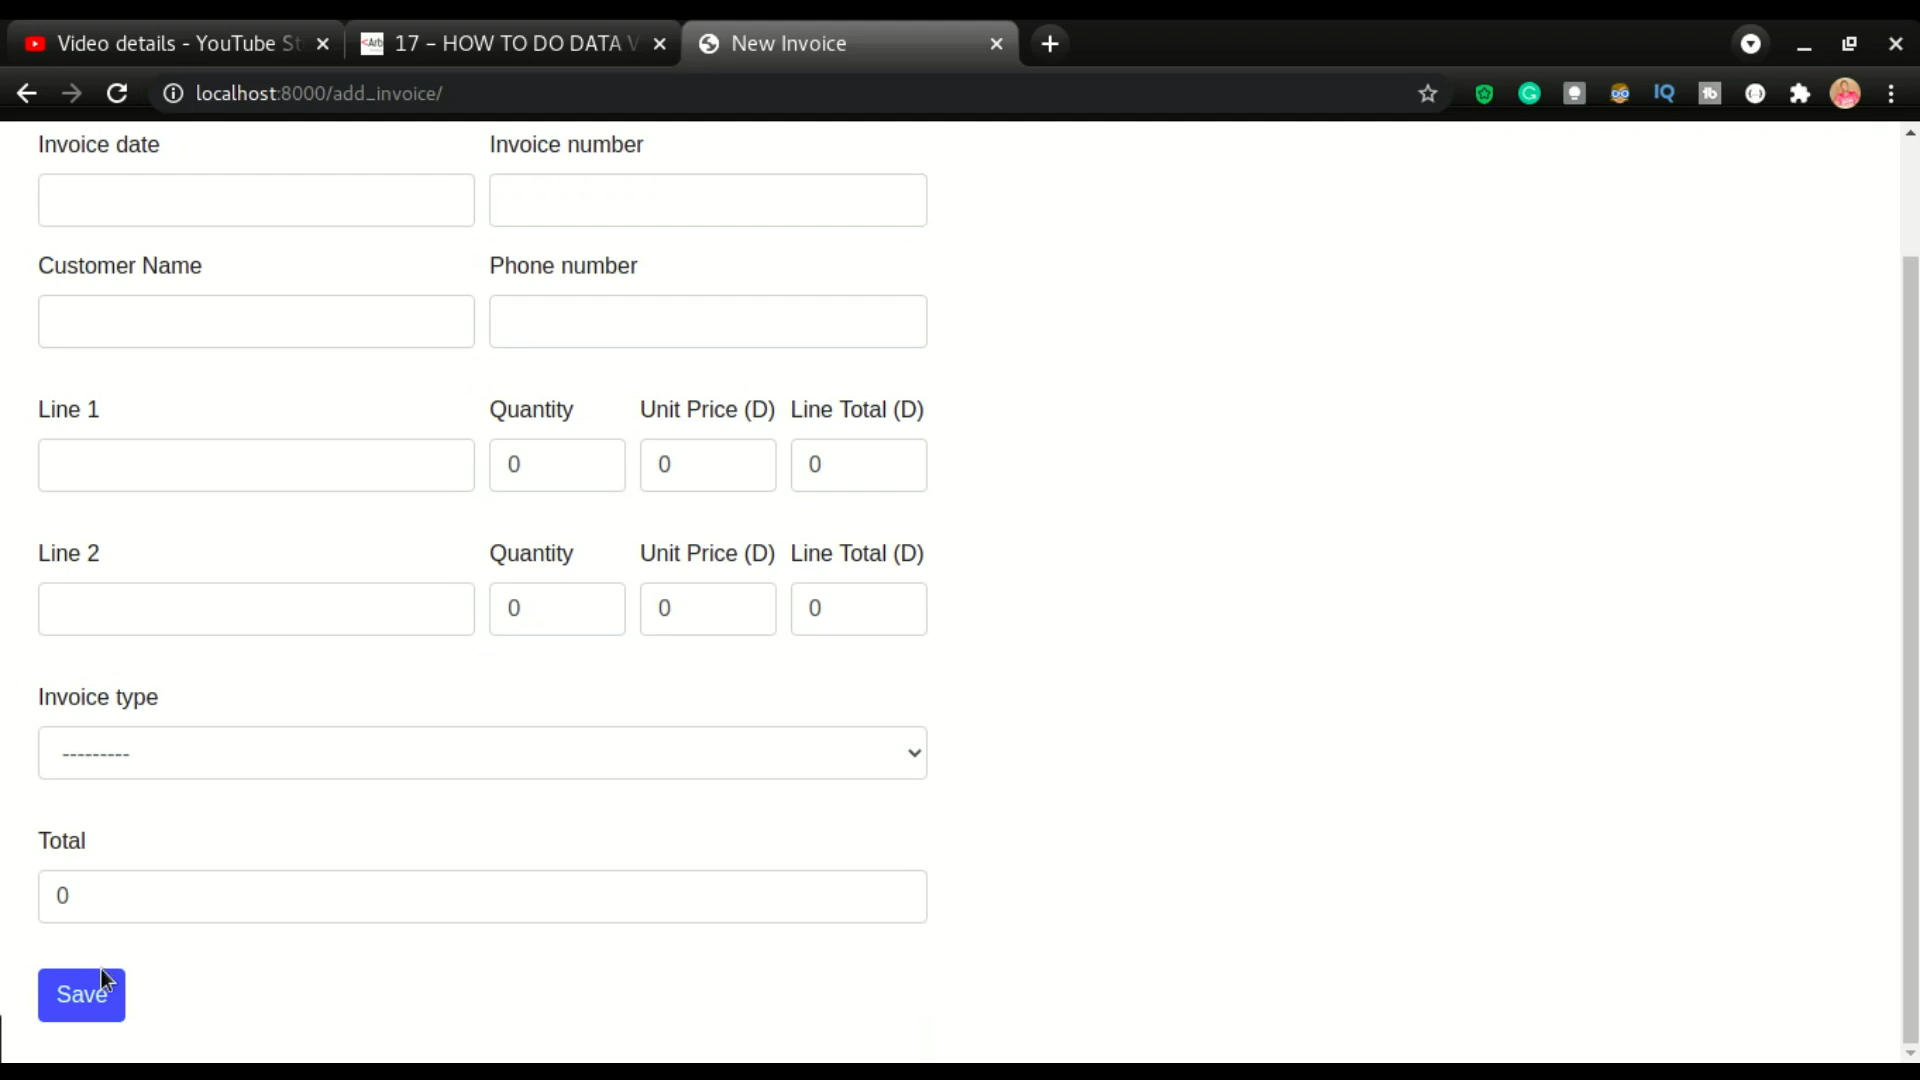 Video details - YouTube St
17 – HOW TO DO DATA V
New Invoice
localhost:8000/add_invoice/
Invoice date Invoice number
Customer Name Phone number
Line 1 Quantity Unit Price (D) Line Total (D)
0 0 0
Line 2 Quantity Unit Price (D) Line Total (D)
0 0 0
Invoice type
---------
Total
0
Save